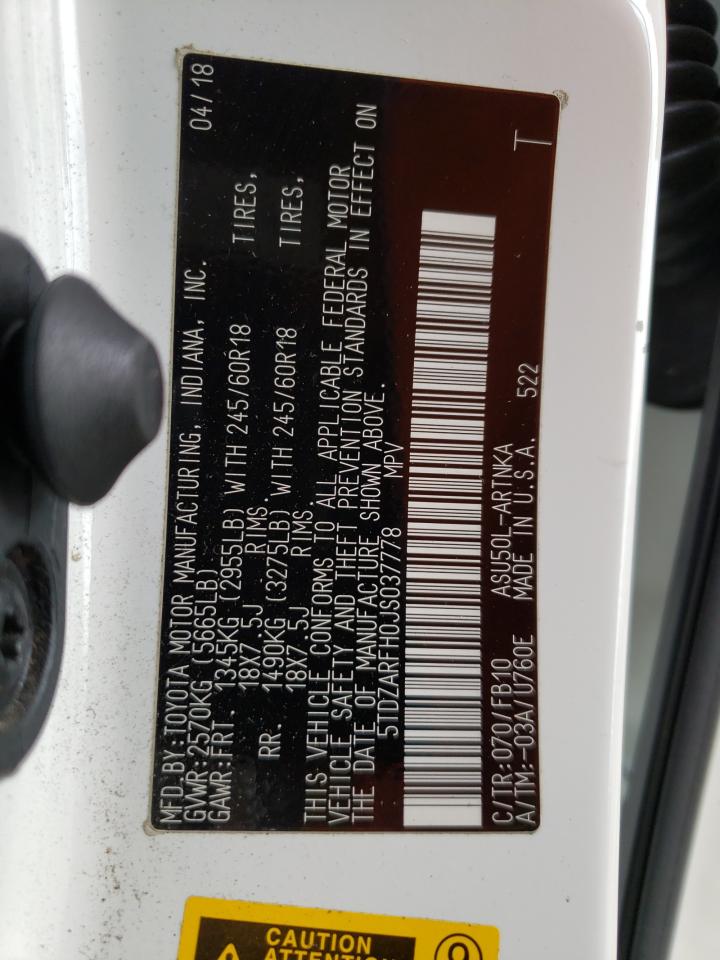 MFD.BY:TOYOTA MOTOR MANUFACTURING, INDIANA, INC. 04/18
GVWR:2570KG (5665LB)
GAWR:FRT. 1345KG (2955LB) WITH 245/60R18 TIRES,
18X7.5J RIMS.
RR. 1490KG (3275LB) WITH 245/60R18 TIRES,
18X7.5J RIMS.
THIS VEHICLE CONFORMS TO ALL APPLICABLE FEDERAL MOTOR
VEHICLE SAFETY AND THEFT PREVENTION STANDARDS IN EFFECT ON
THE DATE OF MANUFACTURE SHOWN ABOVE.
5TDZARFH0JS037778 MPV
C/TR:070/FB10 ASU50L-ARTNKA T
A/TM:-03A/U760E MADE IN U.S.A. 522
CAUTION
ATTENTION